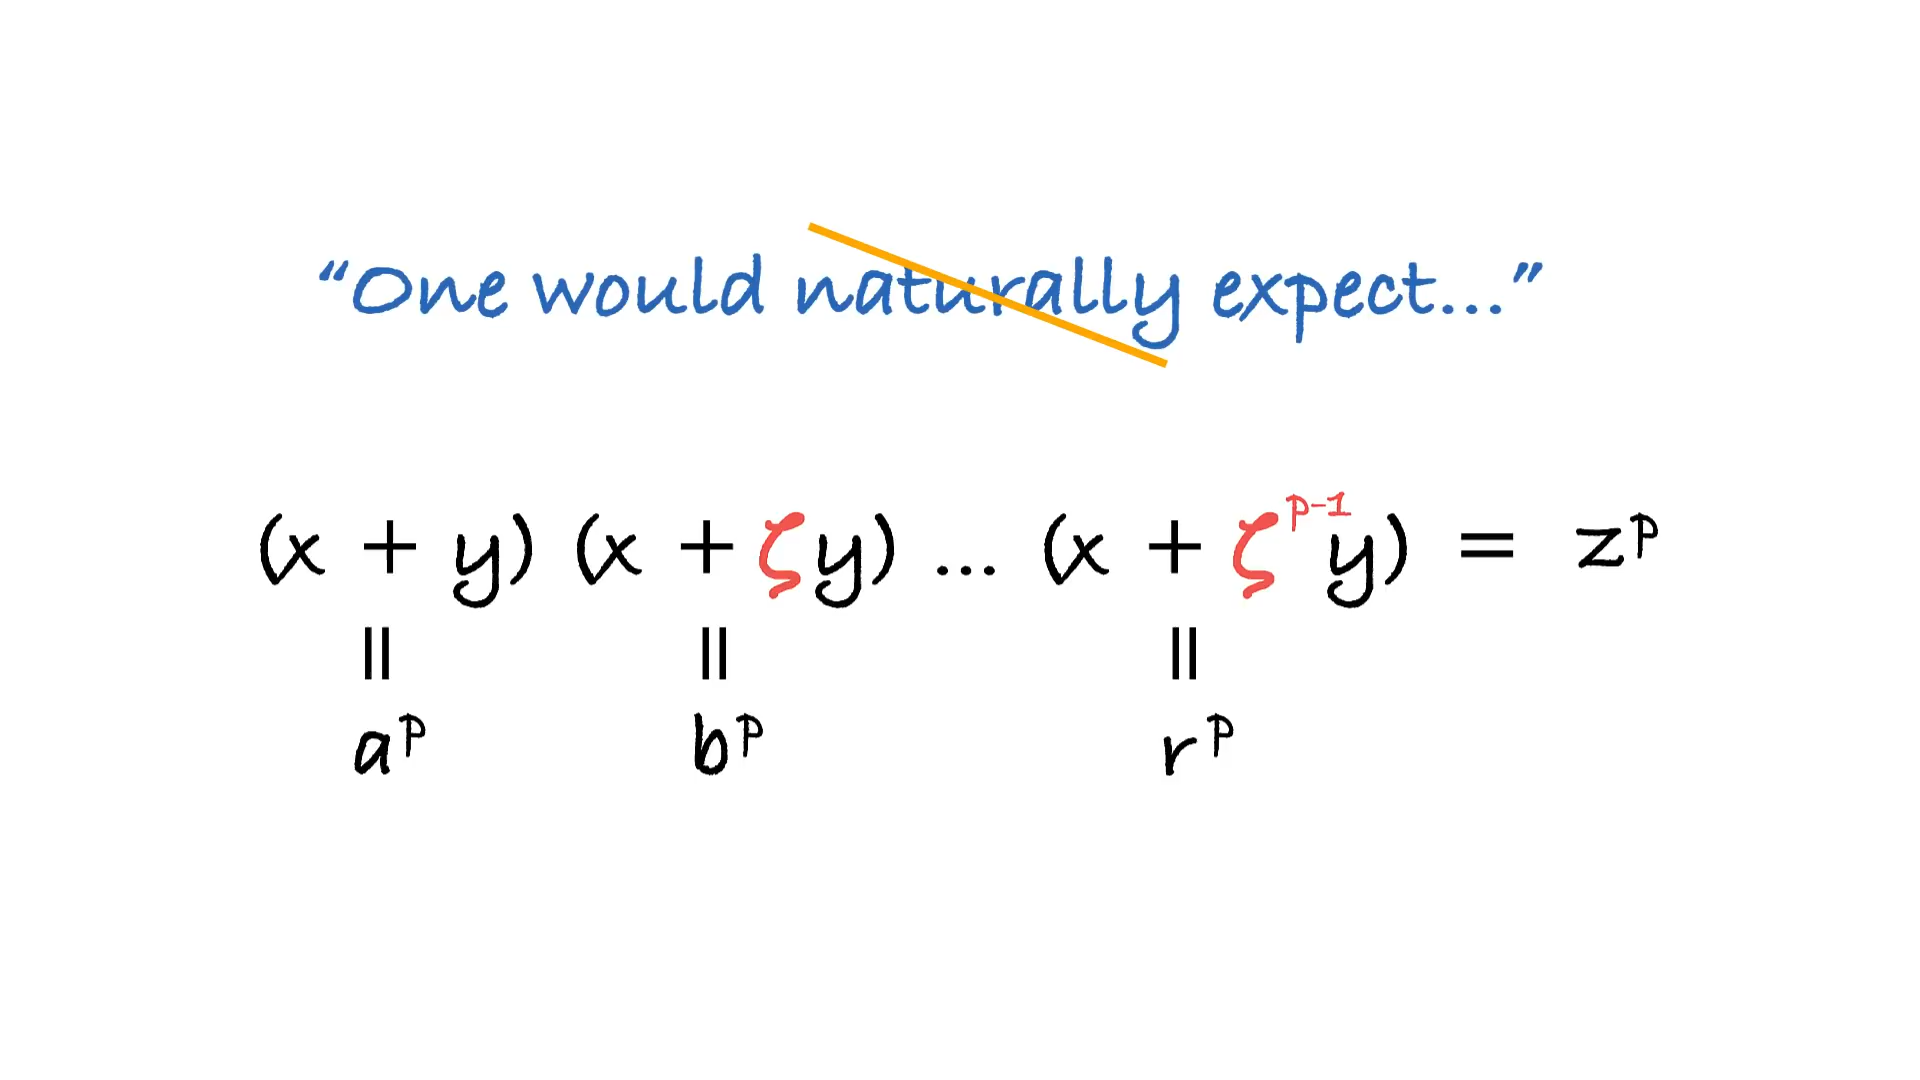 “One would naturally expect...”
(x + y) (x + ζy) ... (x + ζ^{p-1}y) = z^p
= = =
a^p b^p r^p